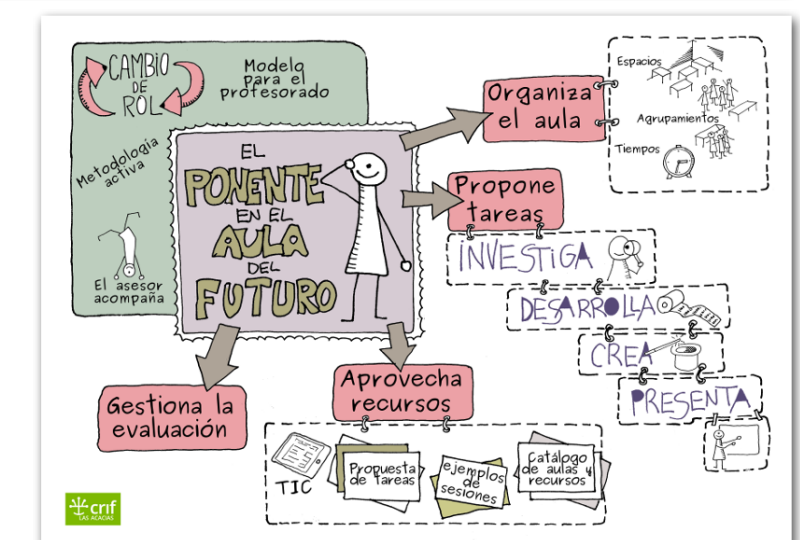 CAMBIO
DE
ROL
Modelo
para el
profesorado
Metodología
activa
El asesor
acompaña
EL
PONENTE
EN EL
AULA
DEL
FUTURO
Organiza
el aula
Espacios
Agrupamientos
Tiempos
Propone
tareas
INVESTIGA
DESARROLLA
CREA
PRESENTA
Aprovecha
recursos
TIC
Propuesta
de tareas
ejemplos
de
sesiones
Catálogo
de aulas y
recursos
Gestiona la
evaluación
crif
LAS ACACIAS